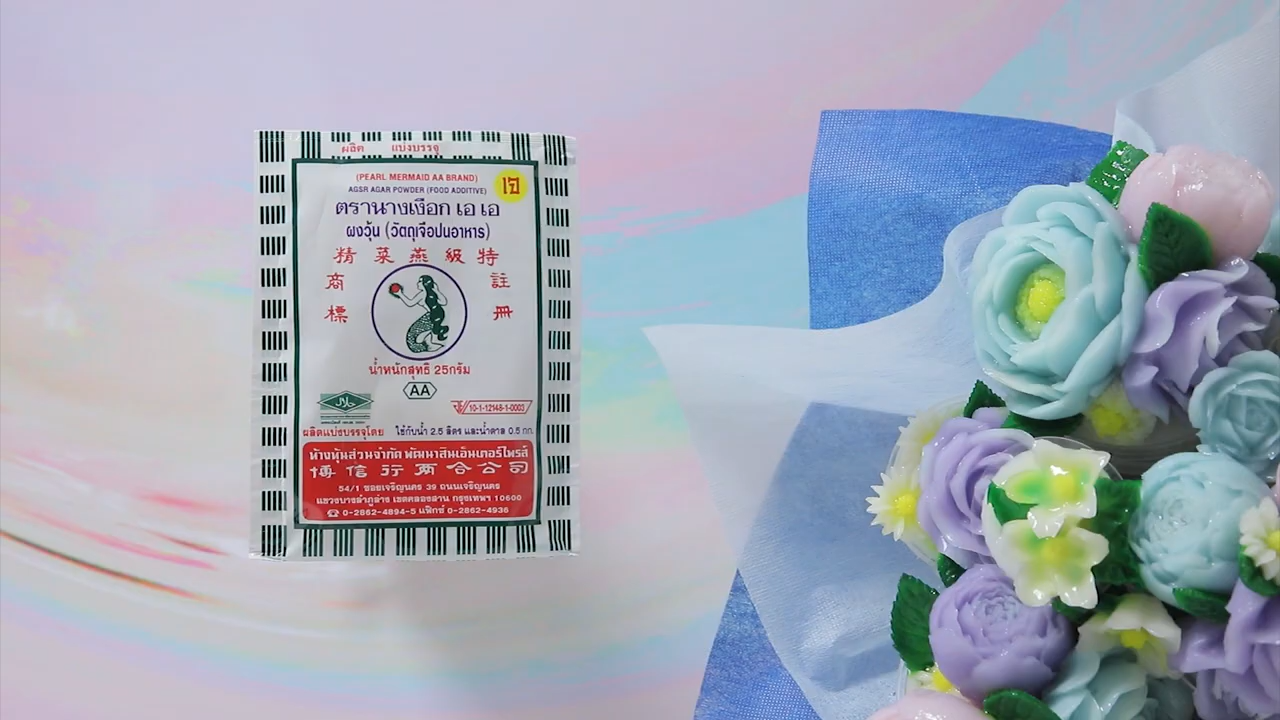 ผลิต แบ่งบรรจุ
(PEARL MERMAID AA BRAND)
AGSR AGAR POWDER (FOOD ADDITIVE)
เจ
ตรานางเงือก เอ เอ
ผงวุ้น (วัตถุเจือปนอาหาร)
精菜燕級特
商 註
標 冊
น้ำหนักสุทธิ 25กรัม
AA
حلال
10-1-12148-1-0003
ผลิตแบ่งบรรจุโดย ใช้กับน้ำ 2.5 ลิตร และน้ำตาล 0.5 กก.
ห้างหุ้นส่วนจำกัด พัฒนาสินเอ็นเตอร์ไพรส์
博信行商合公司
54/1 ซอยเจริญนคร 39 ถนนเจริญนคร
แขวงบางลำภูล่าง เขตคลองสาน กรุงเทพฯ 10600
☎ 0-2862-4894-5 แฟ็กซ์ 0-2862-4936